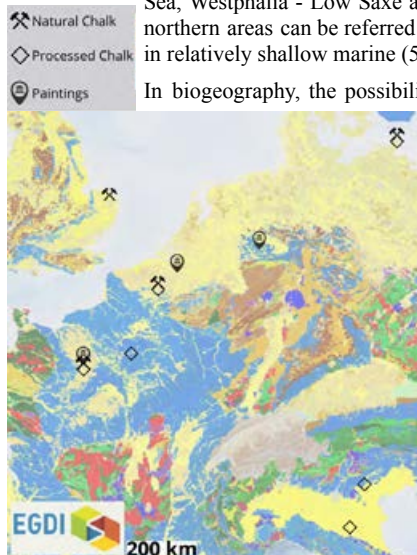 Sea, Westphalia - Low Saxe a
northern areas can be referred
in relatively shallow marine (5
In biogeography, the possibili
Natural Chalk
Processed Chalk
Paintings
EGDI
200 km